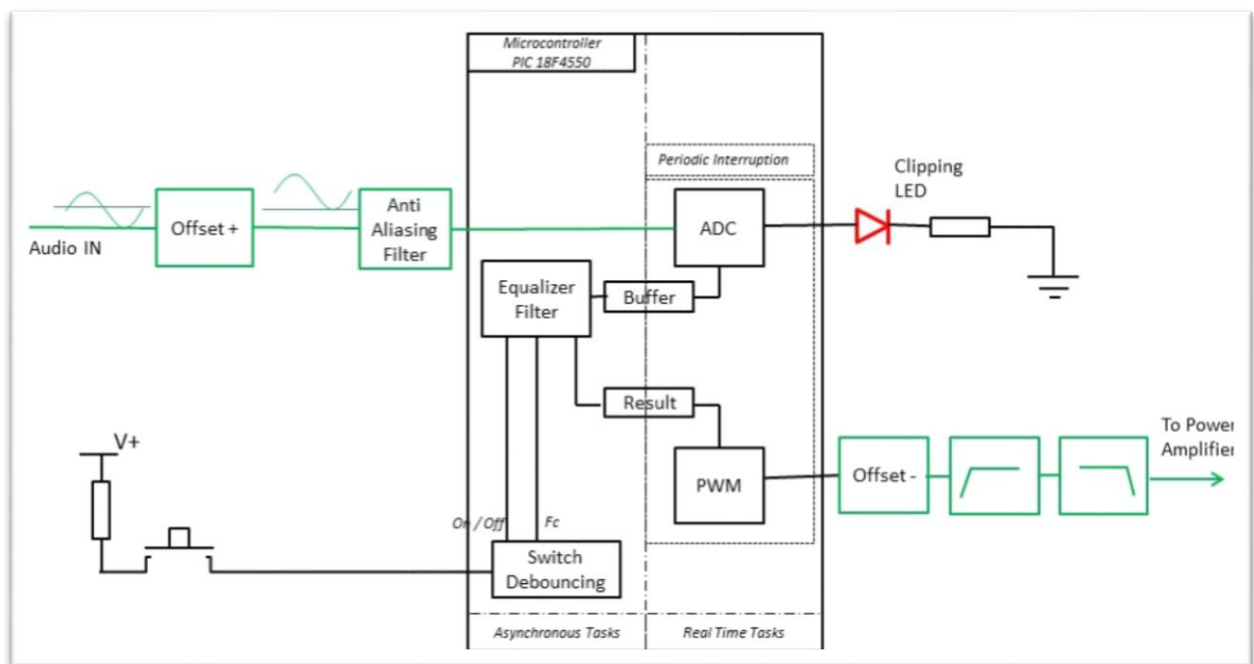 Microcontroller
PIC 18F4550
Periodic Interruption
Clipping
LED
Audio IN
Offset +
Anti
Aliasing
Filter
ADC
Equalizer
Filter
Buffer
Result
To Power
Amplifier
V+
PWM
Offset -
On / Off
Fc
Switch
Debouncing
Asynchronous Tasks
Real Time Tasks